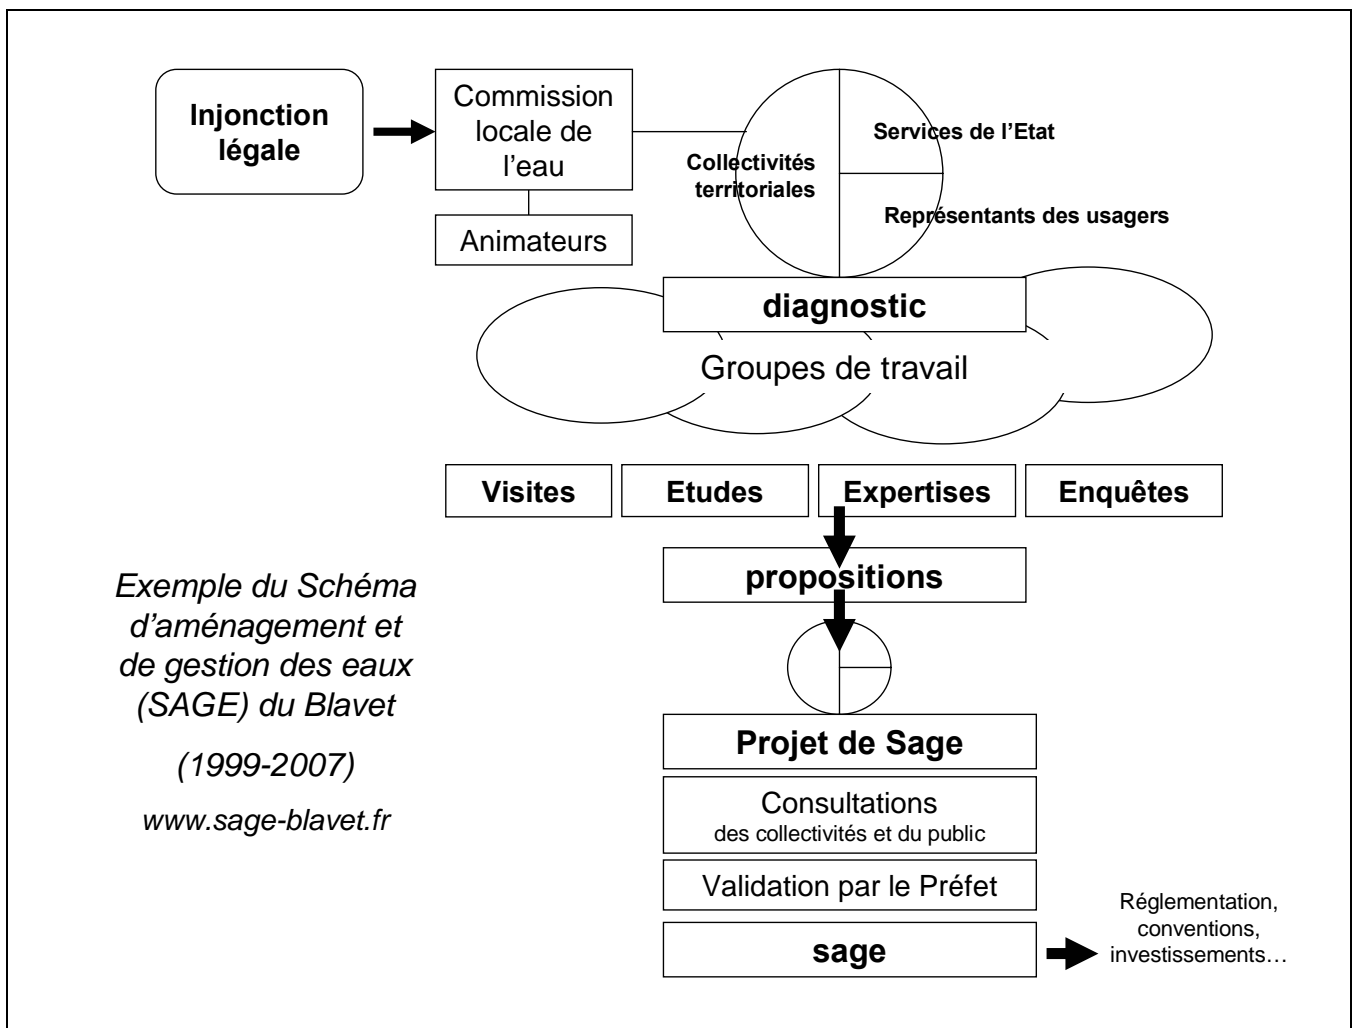 Injonction
légale
Commission
locale de
l'eau
Animateurs
Collectivités
territoriales
Services de l'Etat
Représentants des usagers
diagnostic
Groupes de travail
Visites
Etudes
Expertises
Enquêtes
propositions
Exemple du Schéma
d'aménagement et
de gestion des eaux
(SAGE) du Blavet
(1999-2007)
www.sage-blavet.fr
Projet de Sage
Consultations
des collectivités et du public
Validation par le Préfet
sage
Réglementation,
conventions,
investissements…